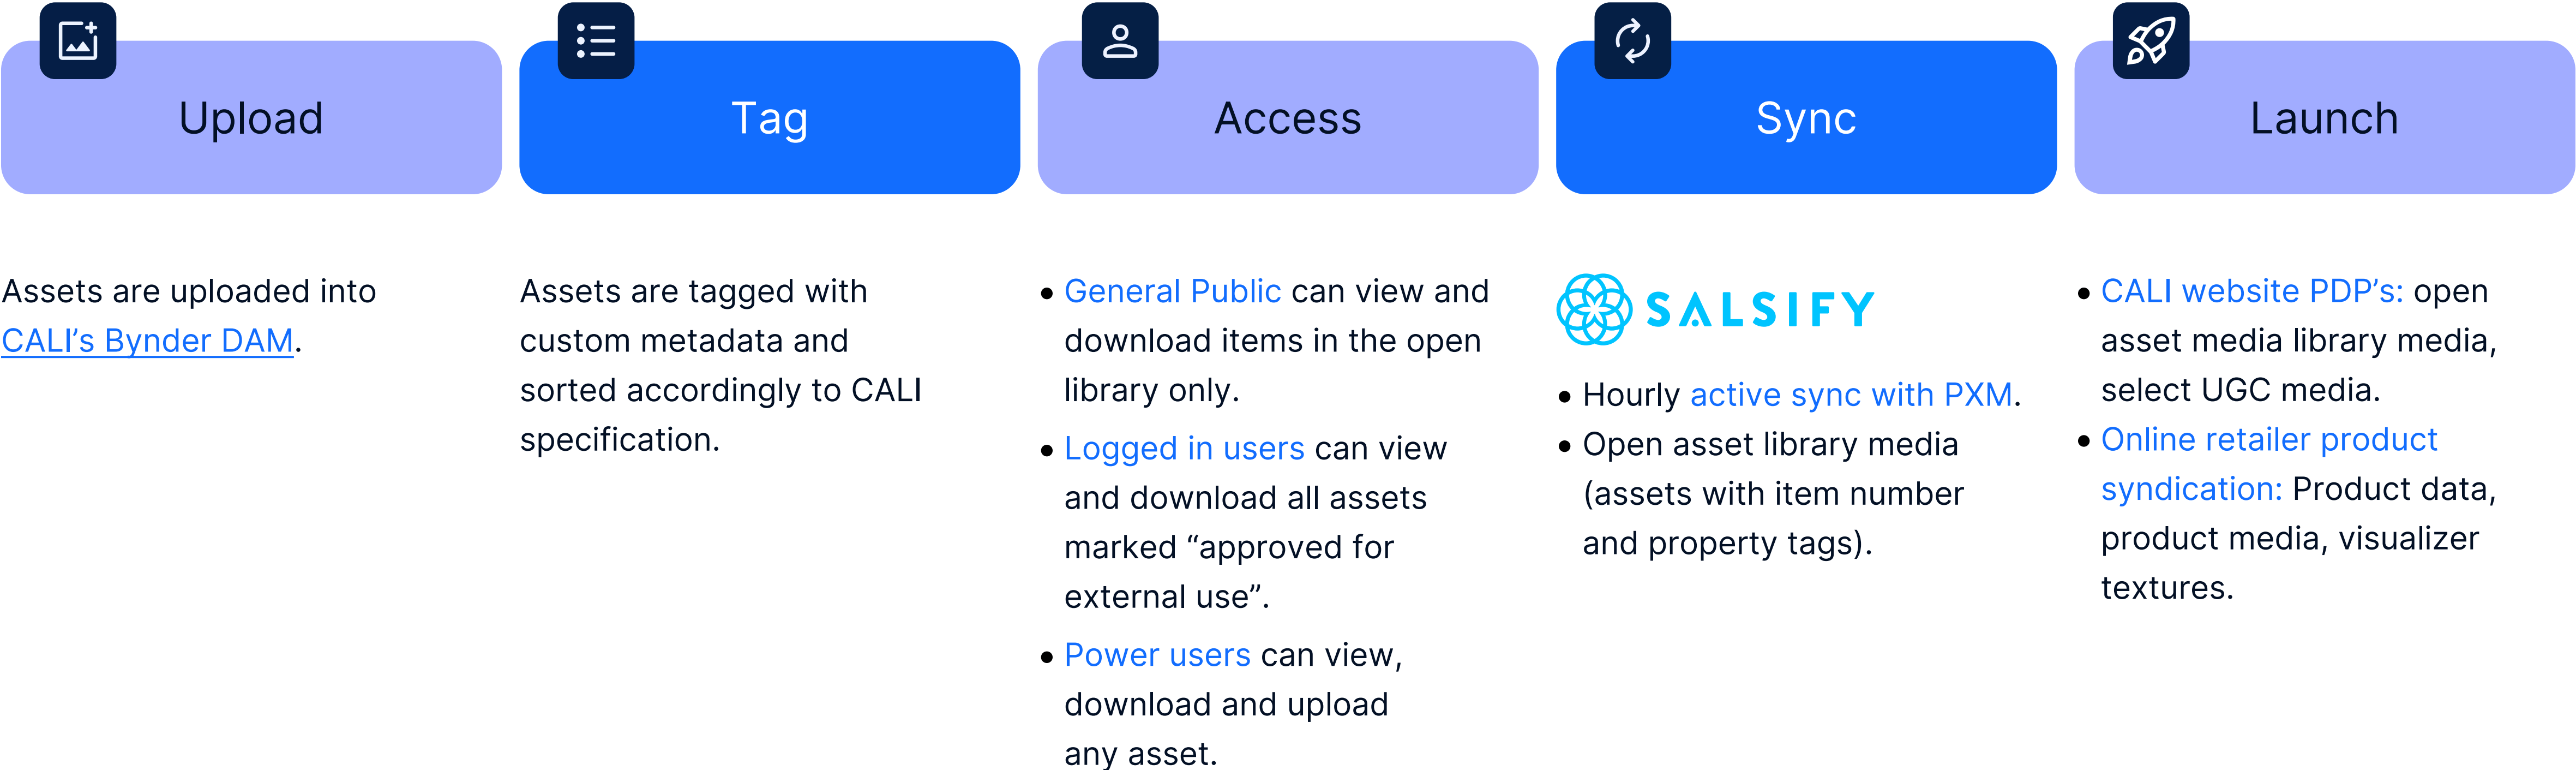 Upload
Assets are uploaded into
CALI’s Bynder DAM.
Tag
Assets are tagged with
custom metadata and
sorted accordingly to CALI
specification.
Access
• General Public can view and
download items in the open
library only.
• Logged in users can view
and download all assets
marked “approved for
external use”.
• Power users can view,
download and upload
any asset.
Sync
SALSIFY
• Hourly active sync with PXM.
• Open asset library media
(assets with item number
and property tags).
Launch
• CALI website PDP’s: open
asset media library media,
select UGC media.
• Online retailer product
syndication: Product data,
product media, visualizer
textures.